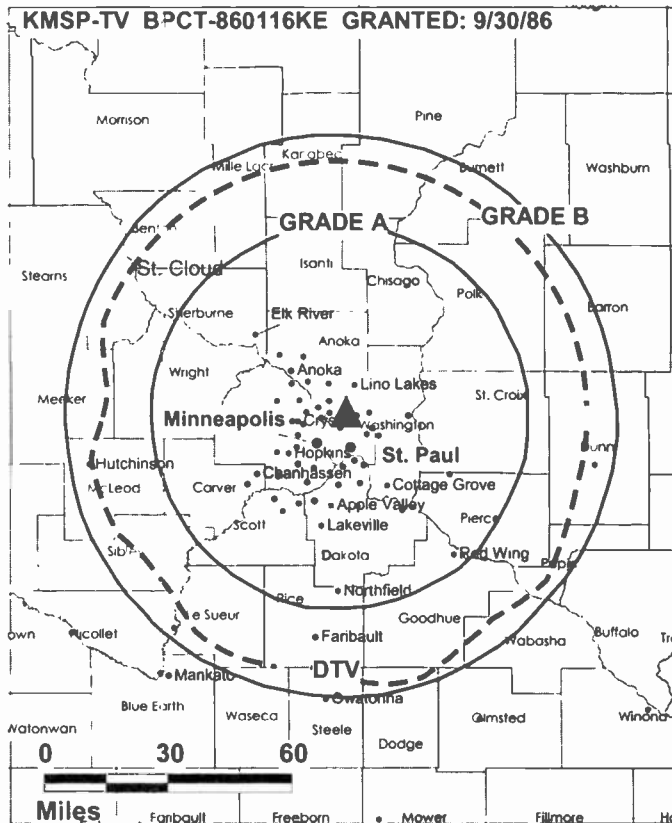 KMSP-TV BPCT-860116KE GRANTED: 9/30/86
Morrison
Pine
Mille Lacs
Kanabec
Burnett
Washburn
GRADE A
GRADE B
Benton
Isanti
St. Cloud
Stearns
Chisago
Polk
Sherburne
Elk River
Barron
Anoka
Wright
Anoka
Lino Lakes
St. Croix
Meeker
Minneapolis
Washington
St. Paul
Dunn
Hopkins
Hutchinson
Chanhassen
McLeod
Carver
Cottage Grove
Apple Valley
Scott
Lakeville
Pierce
Dakota
Red Wing
Pepin
Northfield
Rice
Goodhue
Le Sueur
Nicollet
Faribault
Wabasha
Buffalo
DTV
Mankato
Blue Earth
Waseca
Owatonna
Steele
Olmsted
Winona
Watonwan
Dodge
0 30 60
Miles
Faribault
Freeborn
Mower
Fillmore